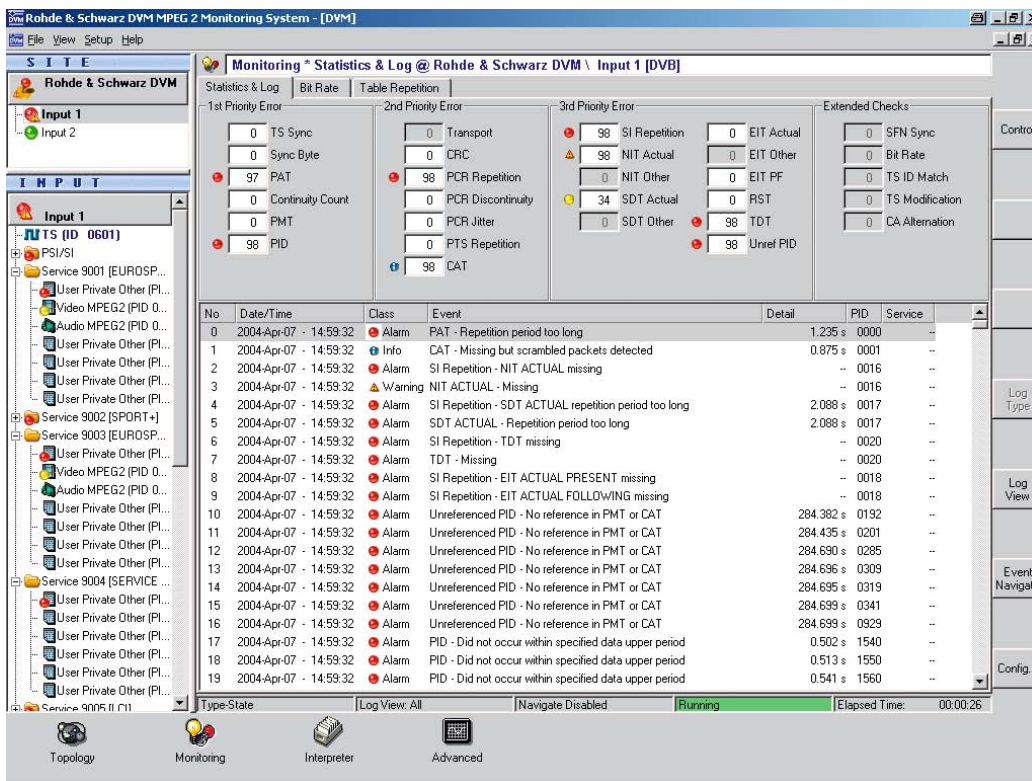 Rohde & Schwarz DVM MPEG 2 Monitoring System - [DVM]
File View Setup Help
SITE
Rohde & Schwarz DVM
Input 1
Input 2
INPUT
Input 1
TS (ID 0601)
PSI/SI
Service 9001 [EUROSP...
User Private Other (PI...
Video MPEG2 (PID 0...
Audio MPEG2 (PID 0...
User Private Other (PI...
User Private Other (PI...
User Private Other (PI...
User Private Other (PI...
Service 9002 [SPORT+]
Service 9003 [EUROSP...
User Private Other (PI...
Video MPEG2 (PID 0...
Audio MPEG2 (PID 0...
User Private Other (PI...
User Private Other (PI...
User Private Other (PI...
User Private Other (PI...
Service 9004 [SERVICE ...
User Private Other (PI...
User Private Other (PI...
User Private Other (PI...
User Private Other (PI...
User Private Other (PI...
User Private Other (PI...
Service 9005 [LCI]
Monitoring * Statistics & Log @ Rohde & Schwarz DVM \ Input 1 [DVB]
Statistics & Log Bit Rate Table Repetition
1st Priority Error
0 TS Sync
0 Sync Byte
97 PAT
0 Continuity Count
0 PMT
98 PID
2nd Priority Error
0 Transport
0 CRC
98 PCR Repetition
0 PCR Discontinuity
0 PCR Jitter
0 PTS Repetition
98 CAT
3rd Priority Error
98 SI Repetition
98 NIT Actual
0 NIT Other
34 SDT Actual
0 SDT Other
0 EIT Actual
0 EIT Other
0 EIT PF
0 RST
98 TDT
98 Unref PID
Extended Checks
0 SFN Sync
0 Bit Rate
0 TS ID Match
0 TS Modification
0 CA Alternation
No Date/Time Class Event Detail PID Service
0 2004-Apr-07 - 14:59:32 Alarm PAT - Repetition period too long 1.235 s 0000 --
1 2004-Apr-07 - 14:59:32 Info CAT - Missing but scrambled packets detected 0.875 s 0001 --
2 2004-Apr-07 - 14:59:32 Alarm SI Repetition - NIT ACTUAL missing -- 0016 --
3 2004-Apr-07 - 14:59:32 Warning NIT ACTUAL - Missing -- 0016 --
4 2004-Apr-07 - 14:59:32 Alarm SI Repetition - SDT ACTUAL repetition period too long 2.088 s 0017 --
5 2004-Apr-07 - 14:59:32 Alarm SDT ACTUAL - Repetition period too long 2.088 s 0017 --
6 2004-Apr-07 - 14:59:32 Alarm SI Repetition - TDT missing -- 0020 --
7 2004-Apr-07 - 14:59:32 Alarm TDT - Missing -- 0020 --
8 2004-Apr-07 - 14:59:32 Alarm SI Repetition - EIT ACTUAL PRESENT missing -- 0018 --
9 2004-Apr-07 - 14:59:32 Alarm SI Repetition - EIT ACTUAL FOLLOWING missing -- 0018 --
10 2004-Apr-07 - 14:59:32 Alarm Unreferenced PID - No reference in PMT or CAT 284.382 s 0192 --
11 2004-Apr-07 - 14:59:32 Alarm Unreferenced PID - No reference in PMT or CAT 284.435 s 0201 --
12 2004-Apr-07 - 14:59:32 Alarm Unreferenced PID - No reference in PMT or CAT 284.690 s 0285 --
13 2004-Apr-07 - 14:59:32 Alarm Unreferenced PID - No reference in PMT or CAT 284.696 s 0309 --
14 2004-Apr-07 - 14:59:32 Alarm Unreferenced PID - No reference in PMT or CAT 284.695 s 0319 --
15 2004-Apr-07 - 14:59:32 Alarm Unreferenced PID - No reference in PMT or CAT 284.699 s 0341 --
16 2004-Apr-07 - 14:59:32 Alarm Unreferenced PID - No reference in PMT or CAT 284.699 s 0929 --
17 2004-Apr-07 - 14:59:32 Alarm PID - Did not occur within specified data upper period 0.502 s 1540 --
18 2004-Apr-07 - 14:59:32 Alarm PID - Did not occur within specified data upper period 0.513 s 1550 --
19 2004-Apr-07 - 14:59:32 Alarm PID - Did not occur within specified data upper period 0.541 s 1560 --
Type-State Log View: All Navigate Disabled Running Elapsed Time: 00:00:26
Contro
Log
Type
Log
View
Event
Navigat
Config.
Topology Monitoring Interpreter Advanced